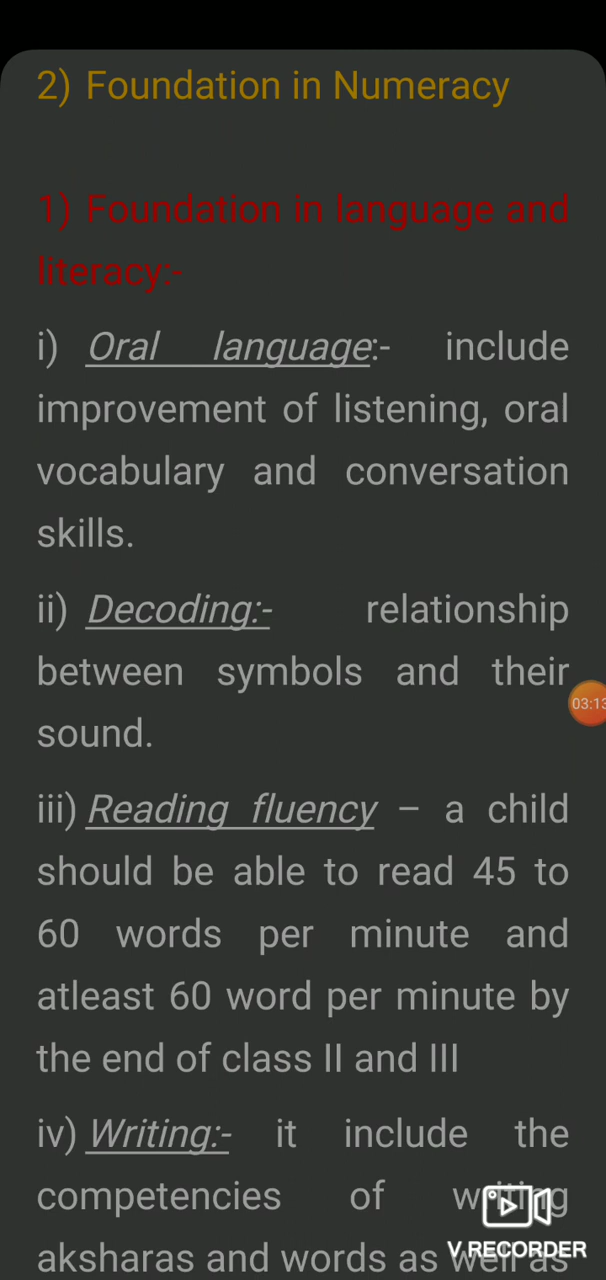 2) Foundation in Numeracy
1) Foundation in language and
literacy:-
i) Oral language:- include
improvement of listening, oral
vocabulary and conversation
skills.
ii) Decoding:- relationship
between symbols and their
sound.
03:13
iii) Reading fluency – a child
should be able to read 45 to
60 words per minute and
atleast 60 word per minute by
the end of class II and III
iv) Writing:- it include the
competencies of writing
aksharas and words as well as
V.RECORDER